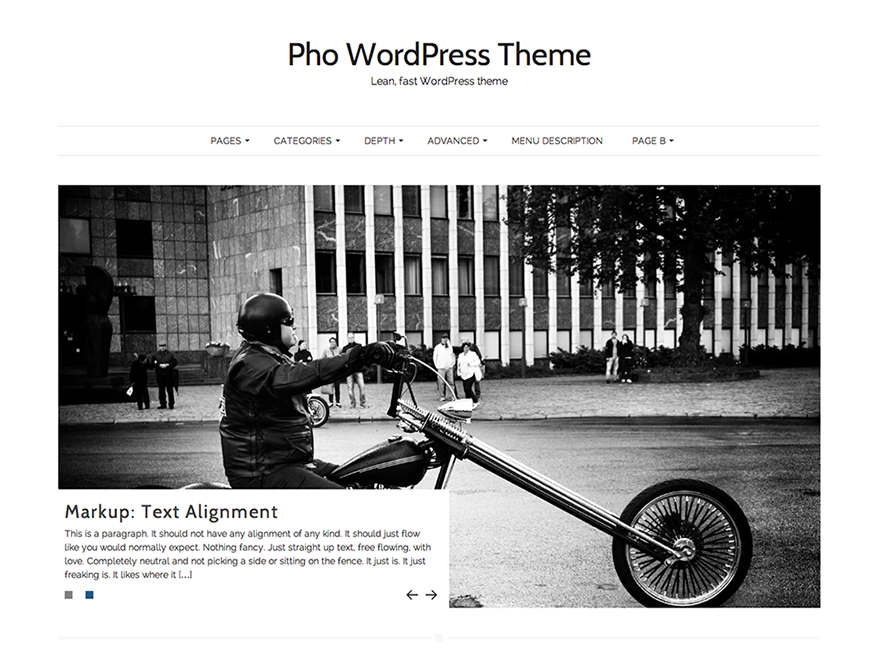 Pho WordPress Theme
Lean, fast WordPress theme
PAGES CATEGORIES DEPTH ADVANCED MENU DESCRIPTION PAGE B
Markup: Text Alignment
This is a paragraph. It should not have any alignment of any kind. It should just flow
like you would normally expect. Nothing fancy. Just straight up text, free flowing, with
love. Completely neutral and not picking a side or sitting on the fence. It just is. It just
freaking is. It likes where it [...]